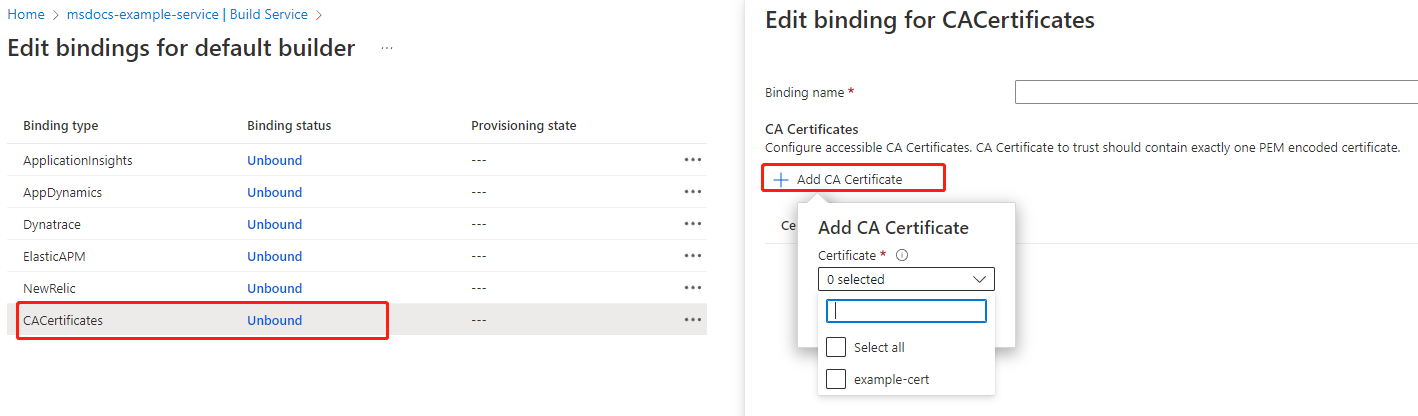 Home > msdocs-example-service | Build Service >
Edit bindings for default builder ...
Binding type Binding status Provisioning state
ApplicationInsights Unbound --- •••
AppDynamics Unbound --- •••
Dynatrace Unbound --- •••
ElasticAPM Unbound --- •••
NewRelic Unbound --- •••
CACertificates Unbound --- •••
Edit binding for CACertificates
Binding name *
CA Certificates
Configure accessible CA Certificates. CA Certificate to trust should contain exactly one PEM encoded certificate.
+ Add CA Certificate
Ce
Add CA Certificate
Certificate *
0 selected
Select all
example-cert